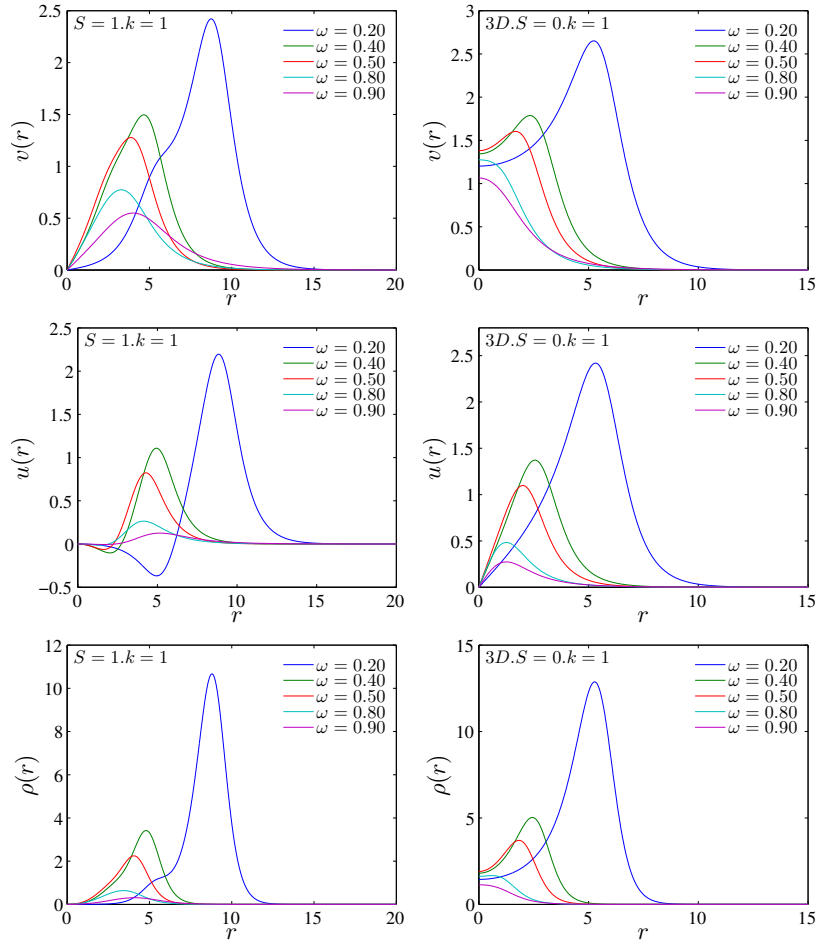 S = 1.k = 1
ω = 0.20
ω = 0.40
ω = 0.50
ω = 0.80
ω = 0.90
v(r)
2.5
2
1.5
1
0.5
0
0 5 10 15 20
r
3D.S = 0.k = 1
ω = 0.20
ω = 0.40
ω = 0.50
ω = 0.80
ω = 0.90
v(r)
3
2.5
2
1.5
1
0.5
0
0 5 10 15
r
S = 1.k = 1
ω = 0.20
ω = 0.40
ω = 0.50
ω = 0.80
ω = 0.90
u(r)
2.5
2
1.5
1
0.5
0
−0.5
0 5 10 15 20
r
3D.S = 0.k = 1
ω = 0.20
ω = 0.40
ω = 0.50
ω = 0.80
ω = 0.90
u(r)
2.5
2
1.5
1
0.5
0
0 5 10 15
r
S = 1.k = 1
ω = 0.20
ω = 0.40
ω = 0.50
ω = 0.80
ω = 0.90
ρ(r)
12
10
8
6
4
2
0
0 5 10 15 20
r
3D.S = 0.k = 1
ω = 0.20
ω = 0.40
ω = 0.50
ω = 0.80
ω = 0.90
ρ(r)
15
10
5
0
0 5 10 15
r